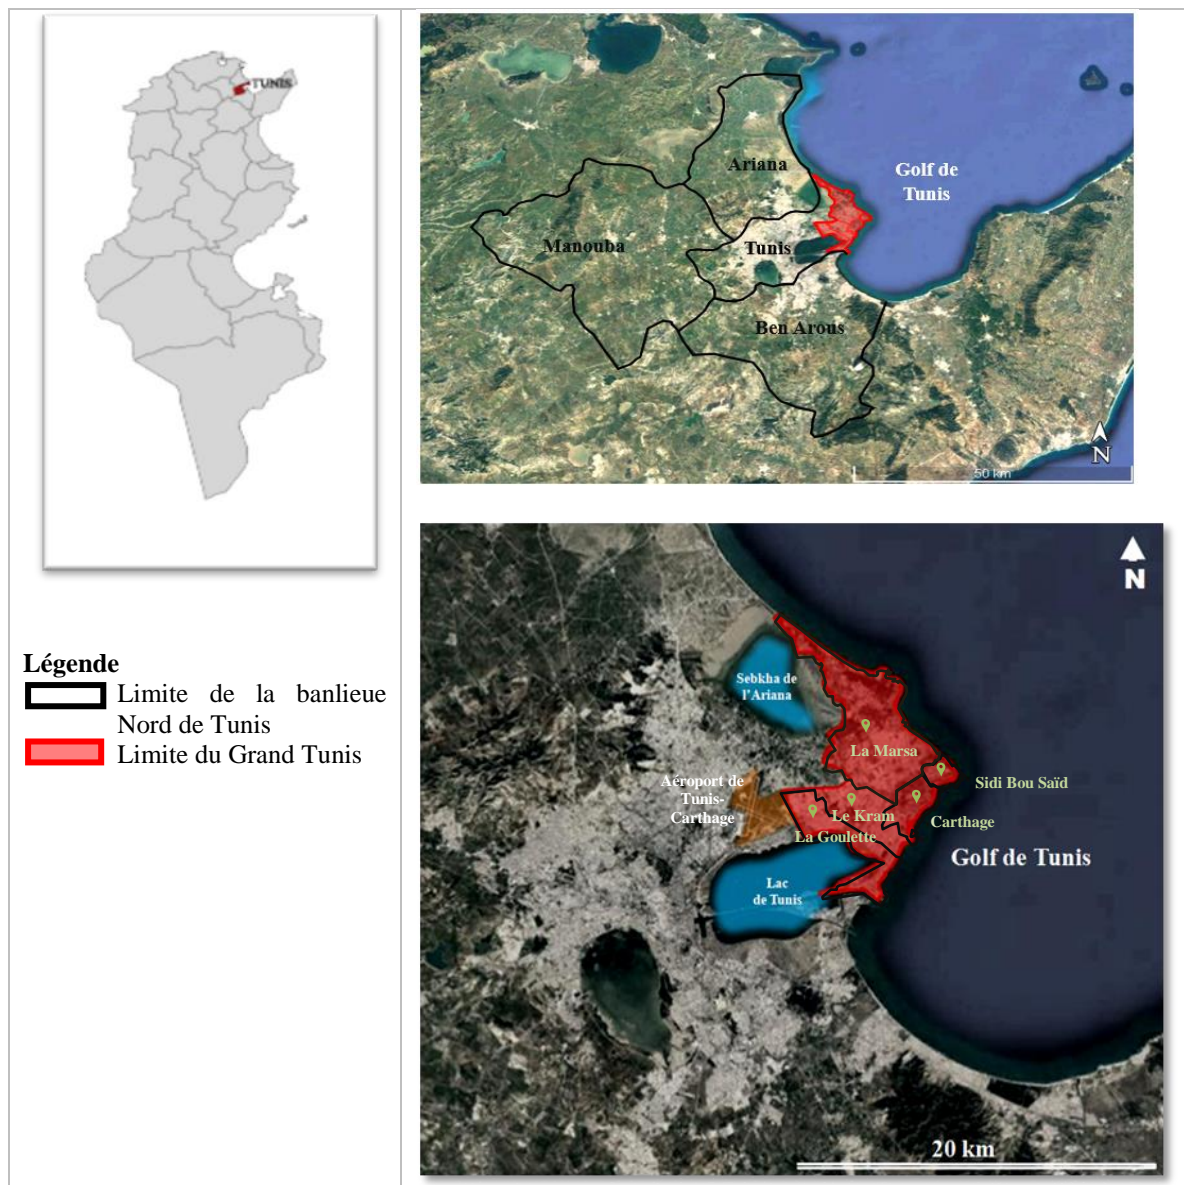 TUNIS
Légende
Limite de la banlieue
Nord de Tunis
Limite du Grand Tunis
Ariana
Golf de
Tunis
Manouba
Tunis
Ben Arous
N
50 km
N
Sebkha de
l'Ariana
La Marsa
Sidi Bou Saïd
Aéroport de
Tunis-
Carthage
Le Kram
Carthage
La Goulette
Golf de Tunis
Lac
de Tunis
20 km